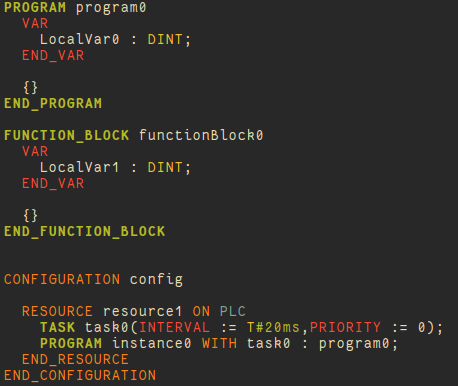 PROGRAM program0
  VAR
    LocalVar0 : DINT;
  END_VAR

  {}
END_PROGRAM

FUNCTION_BLOCK functionBlock0
  VAR
    LocalVar1 : DINT;
  END_VAR

  {}
END_FUNCTION_BLOCK


CONFIGURATION config

  RESOURCE resource1 ON PLC
    TASK task0(INTERVAL := T#20ms,PRIORITY := 0);
    PROGRAM instance0 WITH task0 : program0;
  END_RESOURCE
END_CONFIGURATION